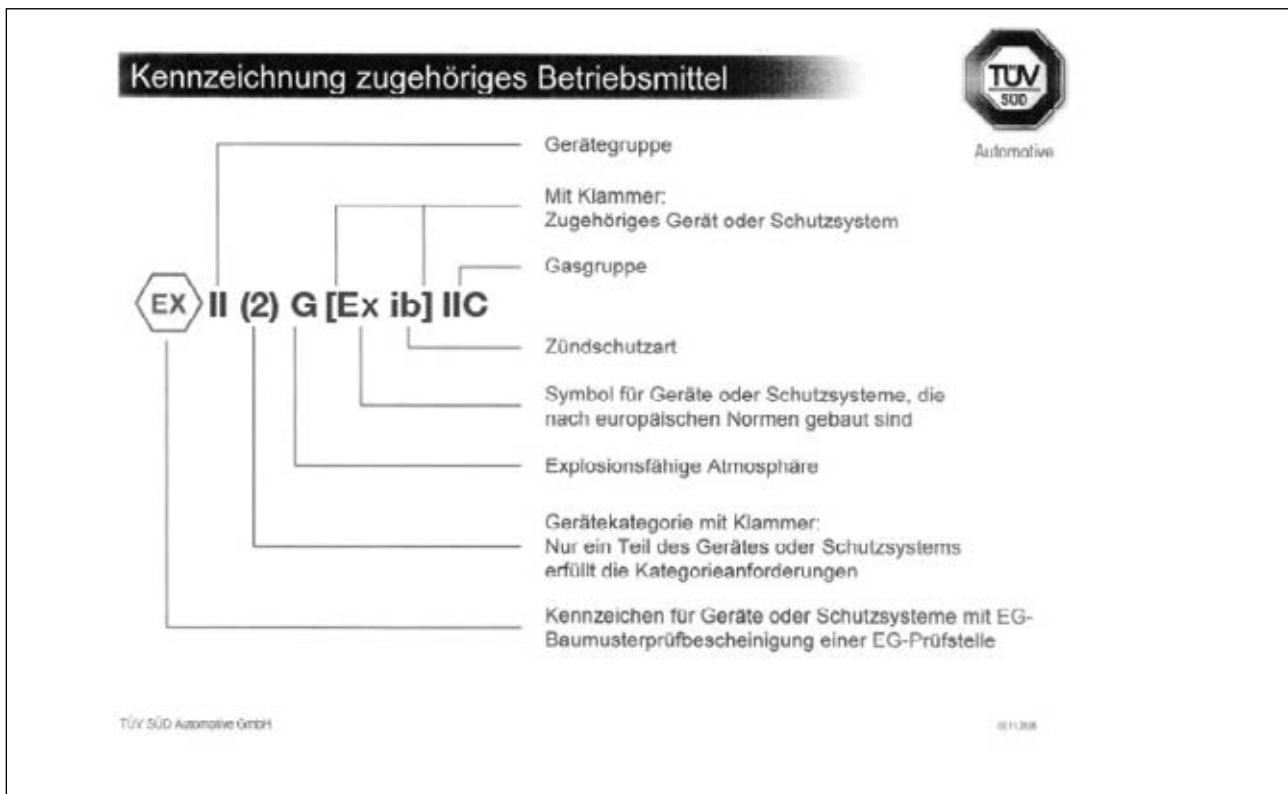 Kennzeichnung zugehöriges Betriebsmittel
TÜV
SÜD
Automotive
Gerätegruppe
Mit Klammer:
Zugehöriges Gerät oder Schutzsystem
Gasgruppe
EX II (2) G [Ex ib] IIC
Zündschutzart
Symbol für Geräte oder Schutzsysteme, die
nach europäischen Normen gebaut sind
Explosionsfähige Atmosphäre
Gerätekategorie mit Klammer:
Nur ein Teil des Gerätes oder Schutzsystems
erfüllt die Kategorieanforderungen
Kennzeichen für Geräte oder Schutzsysteme mit EG-
Baumusterprüfbescheinigung einer EG-Prüfstelle
TÜV SÜD Automotive GmbH